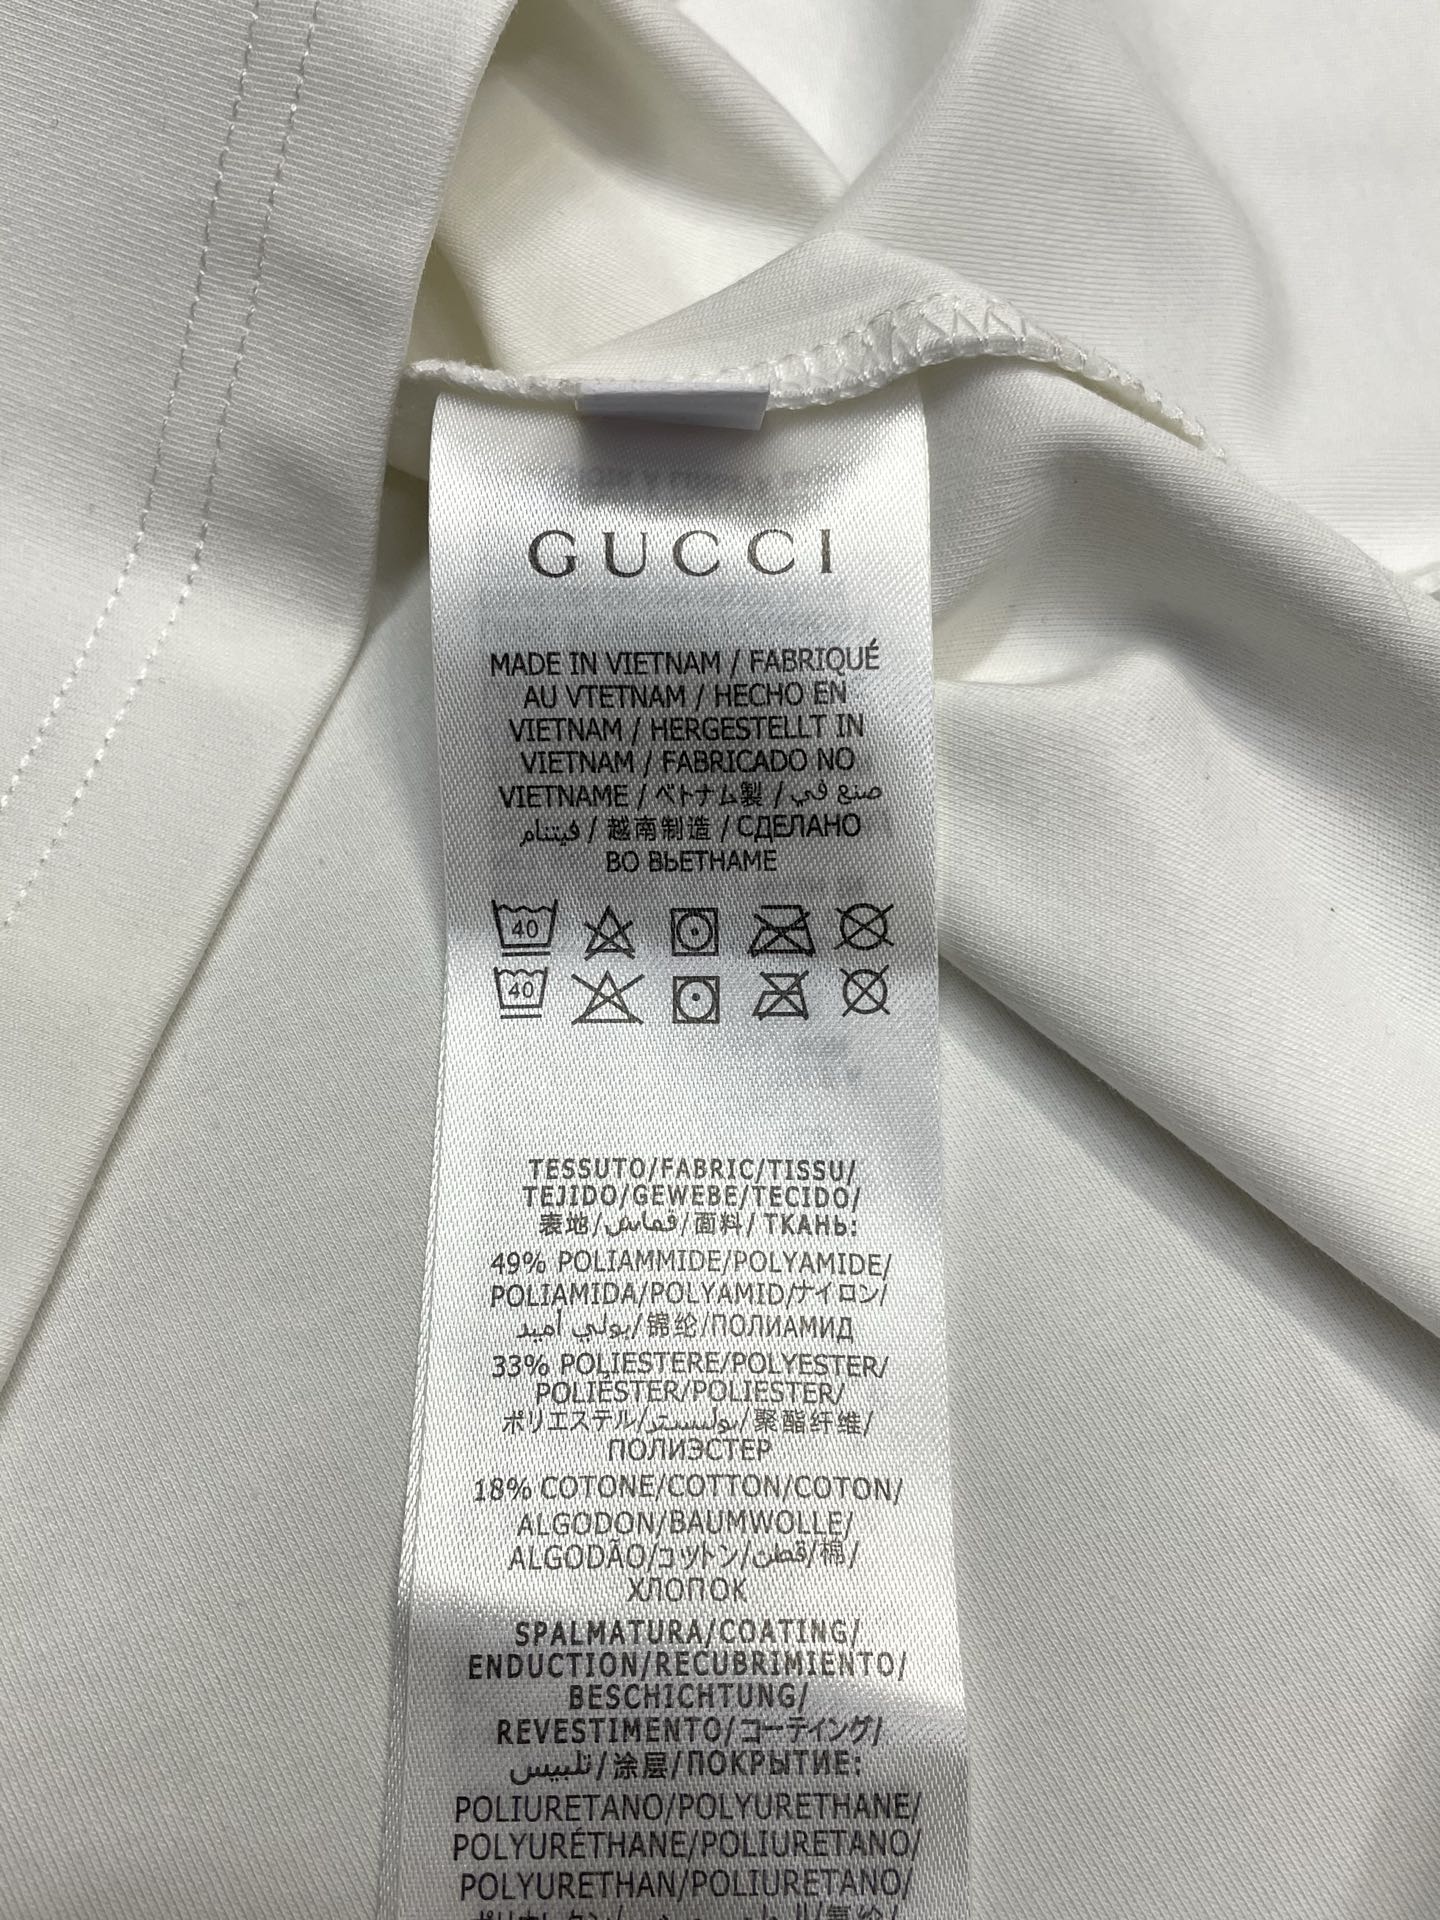 GUCCI
MADE IN VIETNAM / FABRIQUÉ
AU VTETNAM / HECHO EN
VIETNAM / HERGESTELLT IN
VIETNAM / FABRICADO NO
VIETNAME / ベトナム製 / صنع في
فيتنام / 越南制造 / СДЕЛАНО
ВО ВЬЕТНАМЕ
40
40
TESSUTO/FABRIC/TISSU/
TEJIDO/GEWEBE/TECIDO/
表地/قماش/面料/ТКАНЬ:
49% POLIAMMIDE/POLYAMIDE/
POLIAMIDA/POLYAMID/ナイロン/
بولي أميد/锦纶/ПОЛИАМИД
33% POLIESTERE/POLYESTER/
POLIÉSTER/POLIESTER/
ポリエステル/بوليستر/聚酯纤维/
ПОЛИЭСТЕР
18% COTONE/COTTON/COTON/
ALGODON/BAUMWOLLE/
ALGODÃO/コットン/قطن/棉/
ХЛОПОК
SPALMATURA/COATING/
ENDUCTION/RECUBRIMIENTO/
BESCHICHTUNG/
REVESTIMENTO/コーティング/
تلبيس/涂层/ПОКРЫТИЕ:
POLIURETANO/POLYURETHANE/
POLYURÉTHANE/POLIURETANO/
POLYURETHAN/POLIURETANO/